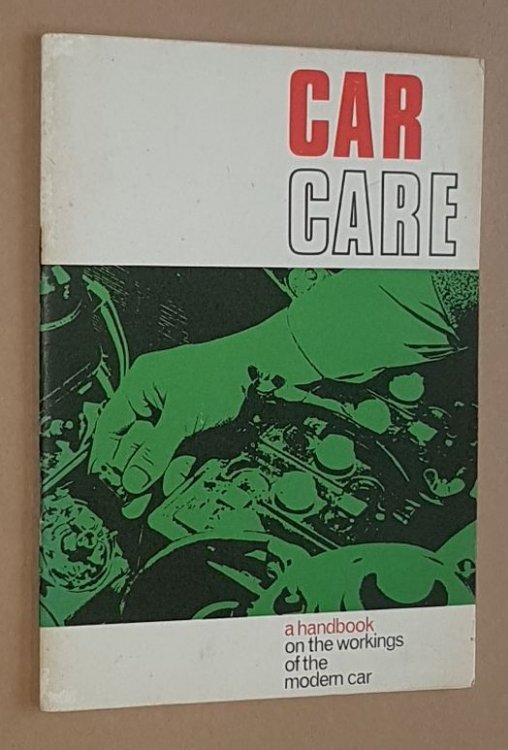 CAR
CARE
a handbook
on the workings
of the
modern car